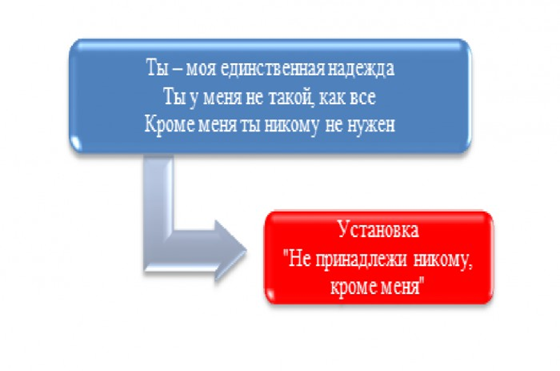 Ты – моя единственная надежда
Ты у меня не такой, как все
Кроме меня ты никому не нужен
Установка
"Не принадлежи никому,
кроме меня"